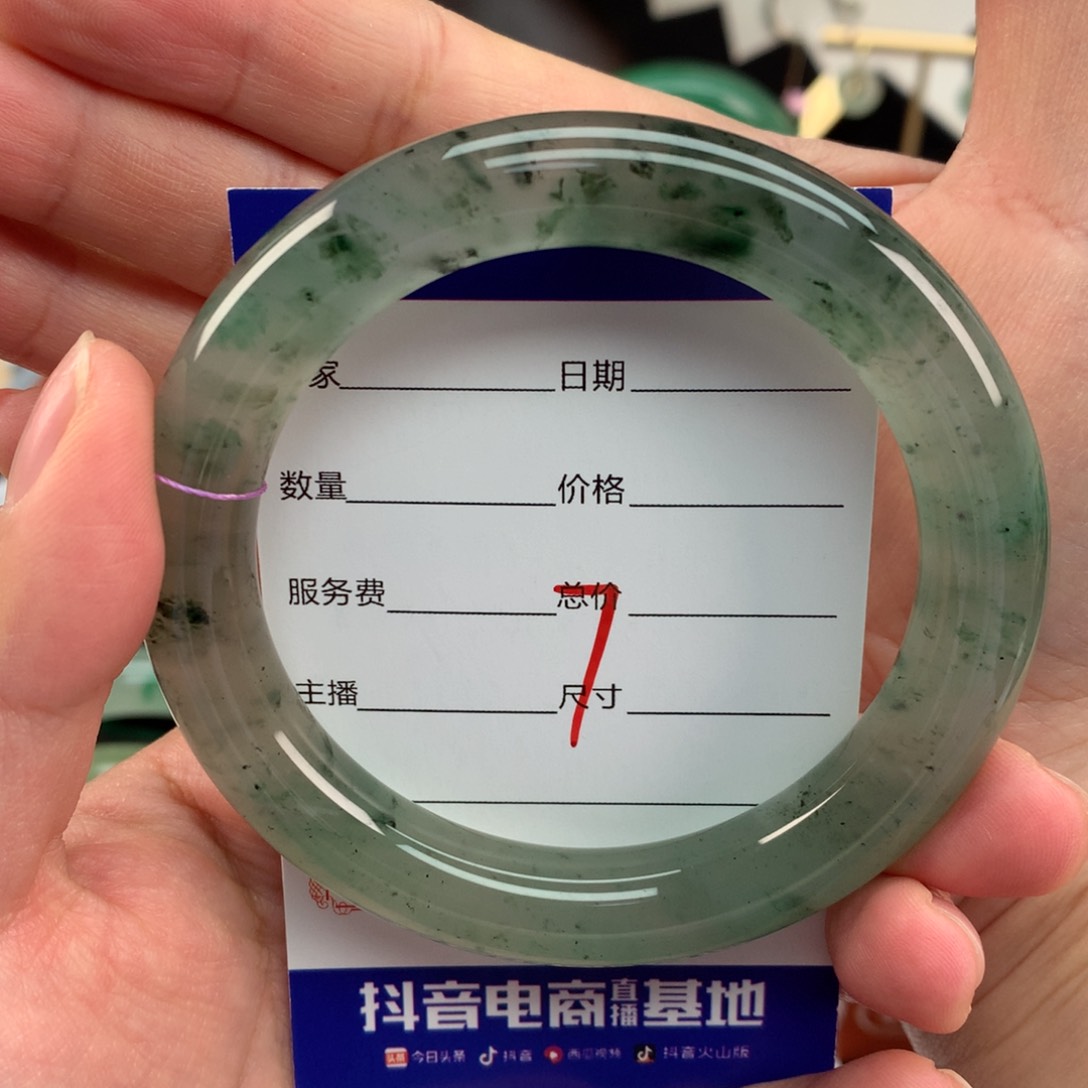 家 日期
数量 价格
服务费 总价
7
主播 尺寸
抖音电商直播基地
头条 今日头条 抖音 西瓜视频 抖音火山版